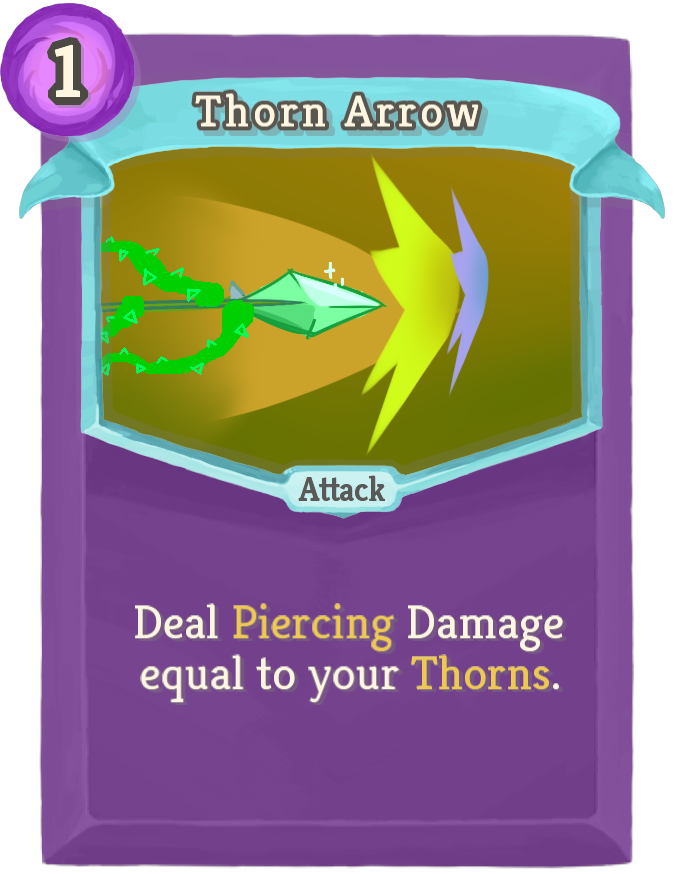 1
Thorn Arrow
Attack
Deal Piercing Damage
equal to your Thorns.